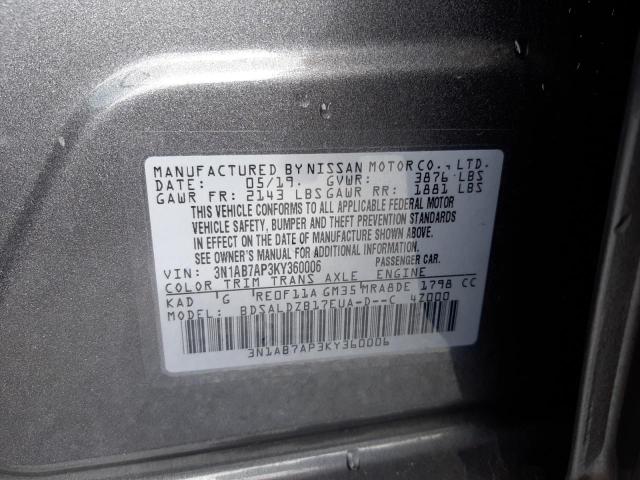 MANUFACTURED BY NISSAN MOTOR CO., LTD.
DATE: 05/19. GVWR: 3876 LBS
GAWR FR: 2143 LBS GAWR RR: 1881 LBS
THIS VEHICLE CONFORMS TO ALL APPLICABLE FEDERAL MOTOR
VEHICLE SAFETY, BUMPER AND THEFT PREVENTION STANDARDS
IN EFFECT ON THE DATE OF MANUFACTURE SHOWN ABOVE.
SEE OWNER'S MANUAL FOR ADDITIONAL INFORMATION.
VIN: 3N1AB7AP3KY360006 PASSENGER CAR.
COLOR TRIM TRANS AXLE ENGINE
KAD G RE0F11A GM35 MRA8DE 1798 CC
MODEL: BDSALDZB17EUA-D--C 4Z000
3N1AB7AP3KY360006